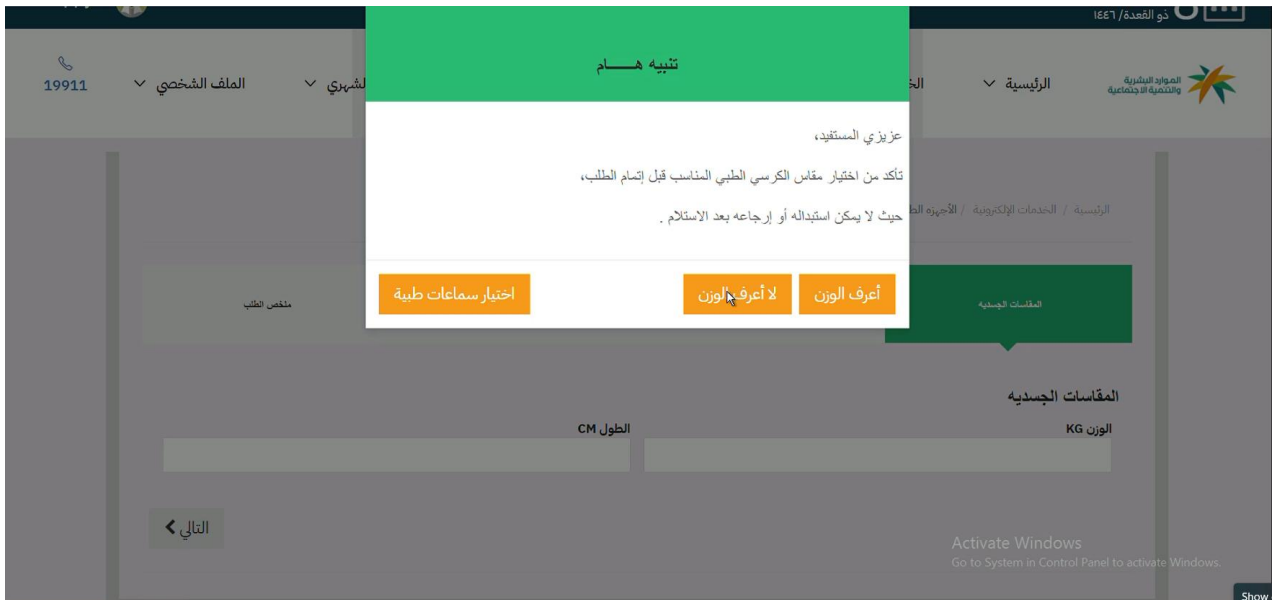 ذو القعدة/ ١٤٤٦
الموارد البشرية
والتنمية الاجتماعية
الرئيسية
الملف الشخصي
19911
تنبيه هـــــام
عزيزي المستفيد،
تأكد من اختيار مقاس الكرسي الطبي المناسب قبل إتمام الطلب،
حيث لا يمكن استبداله أو إرجاعه بعد الاستلام .
أعرف الوزن
لا أعرف الوزن
اختيار سماعات طبية
الرئيسية / الخدمات الإلكترونية /
المقاسات الجسديه
ملخص الطلب
المقاسات الجسديه
الوزن KG
الطول CM
التالي
Activate Windows
Go to System in Control Panel to activate Windows.
Show